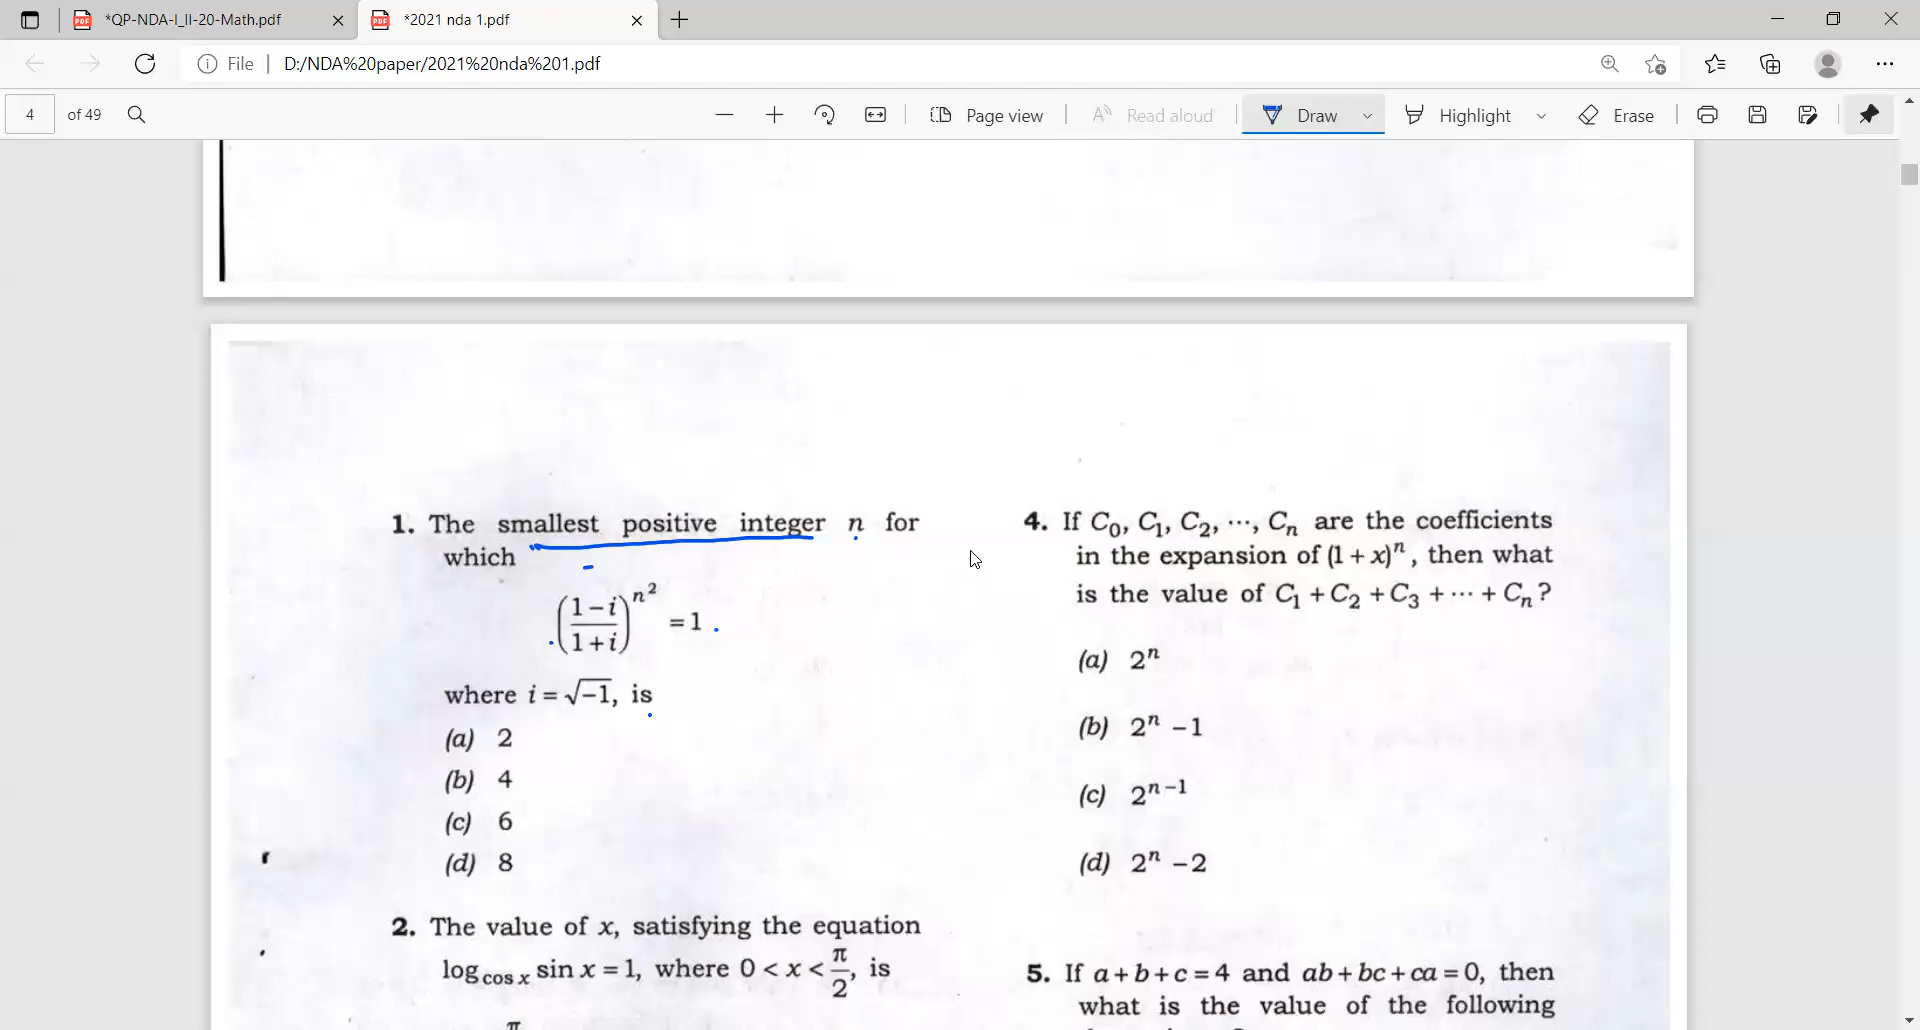 *QP-NDA-I_II-20-Math.pdf
*2021 nda 1.pdf
File
D:/NDA%20paper/2021%20nda%201.pdf
4 of 49
Page view
Read aloud
Draw
Highlight
Erase
1. The smallest positive integer n for
which
((1−i)/(1+i))^n² = 1
where i = √−1, is
(a) 2
(b) 4
(c) 6
(d) 8
2. The value of x, satisfying the equation
log_cos x sin x = 1, where 0 < x < π/2, is
π
4. If C₀, C₁, C₂, ⋯, Cₙ are the coefficients
in the expansion of (1 + x)ⁿ, then what
is the value of C₁ + C₂ + C₃ + ⋯ + Cₙ?
(a) 2ⁿ
(b) 2ⁿ − 1
(c) 2ⁿ⁻¹
(d) 2ⁿ − 2
5. If a + b + c = 4 and ab + bc + ca = 0, then
what is the value of the following